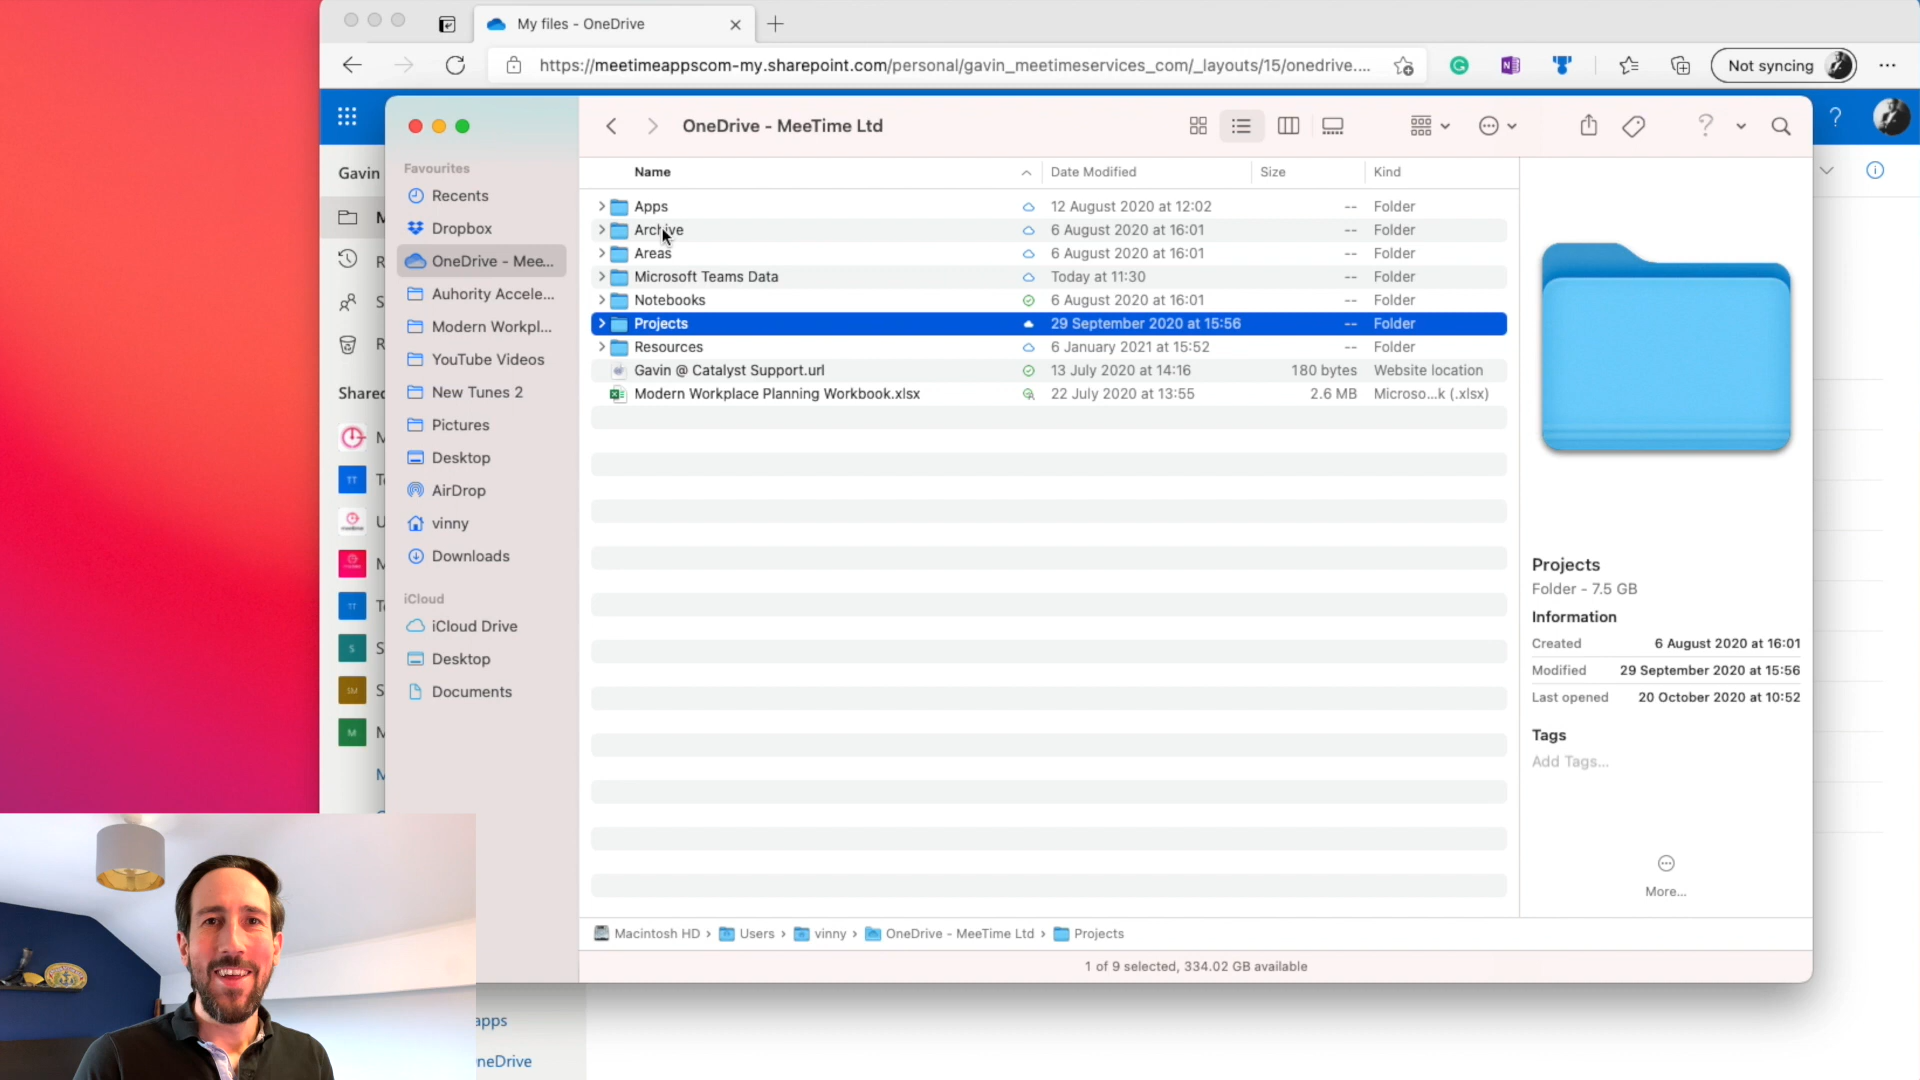 My files - OneDrive
https://meetimeappscom-my.sharepoint.com/personal/gavin_meetimeservices_com/_layouts/15/onedrive....
Not syncing
OneDrive - MeeTime Ltd
Gavin
Shared
Favourites
Recents
Dropbox
OneDrive - Mee...
Auhority Accele...
Modern Workpl...
YouTube Videos
New Tunes 2
Pictures
Desktop
AirDrop
vinny
Downloads
iCloud
iCloud Drive
Desktop
Documents
Name Date Modified Size Kind
Apps 12 August 2020 at 12:02 -- Folder
Archive 6 August 2020 at 16:01 -- Folder
Areas 6 August 2020 at 16:01 -- Folder
Microsoft Teams Data Today at 11:30 -- Folder
Notebooks 6 August 2020 at 16:01 -- Folder
Projects 29 September 2020 at 15:56 -- Folder
Resources 6 January 2021 at 15:52 -- Folder
Gavin @ Catalyst Support.url 13 July 2020 at 14:16 180 bytes Website location
Modern Workplace Planning Workbook.xlsx 22 July 2020 at 13:55 2.6 MB Microso...k (.xlsx)
Projects
Folder - 7.5 GB
Information
Created 6 August 2020 at 16:01
Modified 29 September 2020 at 15:56
Last opened 20 October 2020 at 10:52
Tags
Add Tags...
More...
Macintosh HD › Users › vinny › OneDrive - MeeTime Ltd › Projects
1 of 9 selected, 334.02 GB available
apps
neDrive
TT
TT
S
SM
M